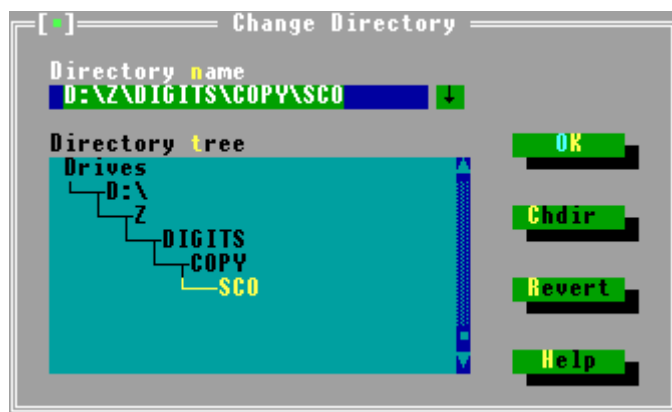 Change Directory
Directory name
D:\Z\DIGITS\COPY\SCO
Directory tree
Drives
D:\
Z
DIGITS
COPY
SCO
OK
Chdir
Revert
Help